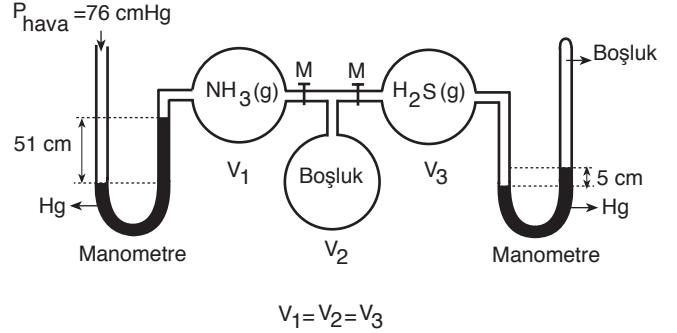 P hava =76 cmHg
51 cm
Hg
Manometre
NH3(g)
V1
M
M
Boşluk
V2
H2S(g)
V3
Boşluk
5 cm
Hg
Manometre
V1=V2=V3